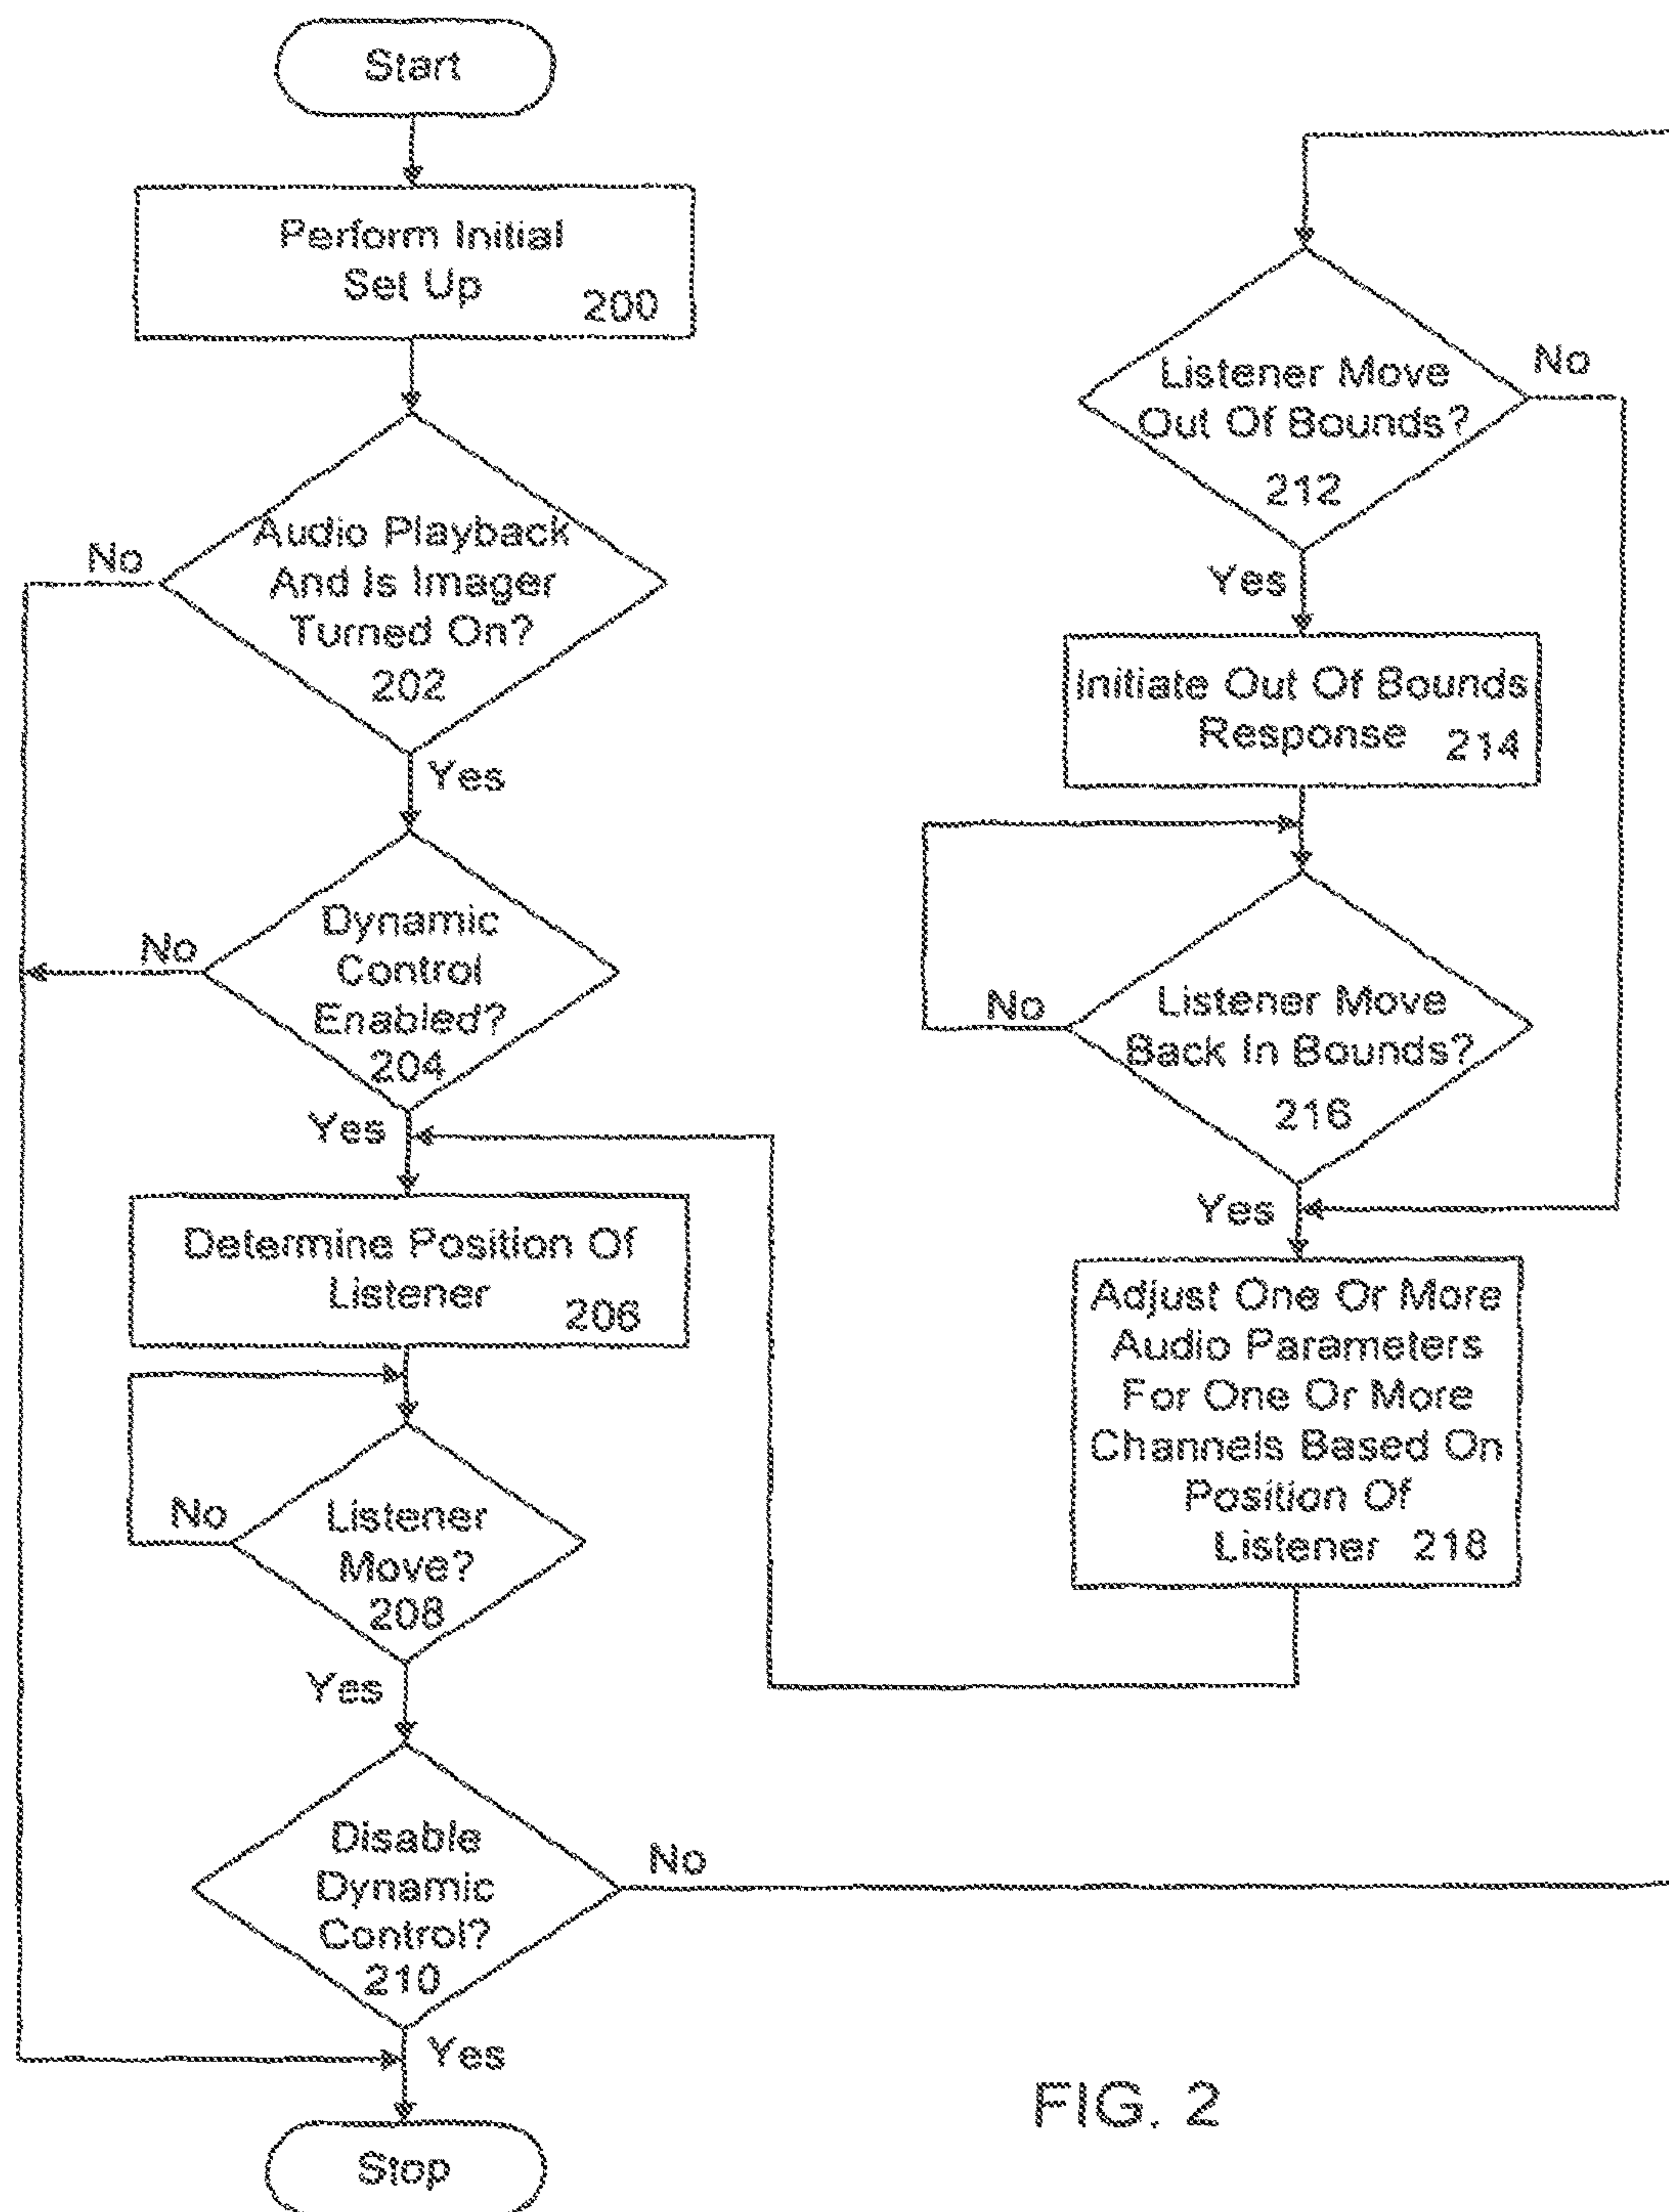 Start
Perform Initial
Set Up
200
Audio Playback
And Is Imager
Turned On?
202
No
Yes
Dynamic
Control
Enabled?
204
No
Yes
Determine Position Of
Listener
206
Listener
Move?
208
No
Yes
Disable
Dynamic
Control?
210
No
Yes
Stop
Listener Move
Out Of Bounds?
212
No
Yes
Initiate Out Of Bounds
Response
214
Listener Move
Back In Bounds?
216
No
Yes
Adjust One Or More
Audio Parameters
For One Or More
Channels Based On
Position Of
Listener 218
FIG. 2